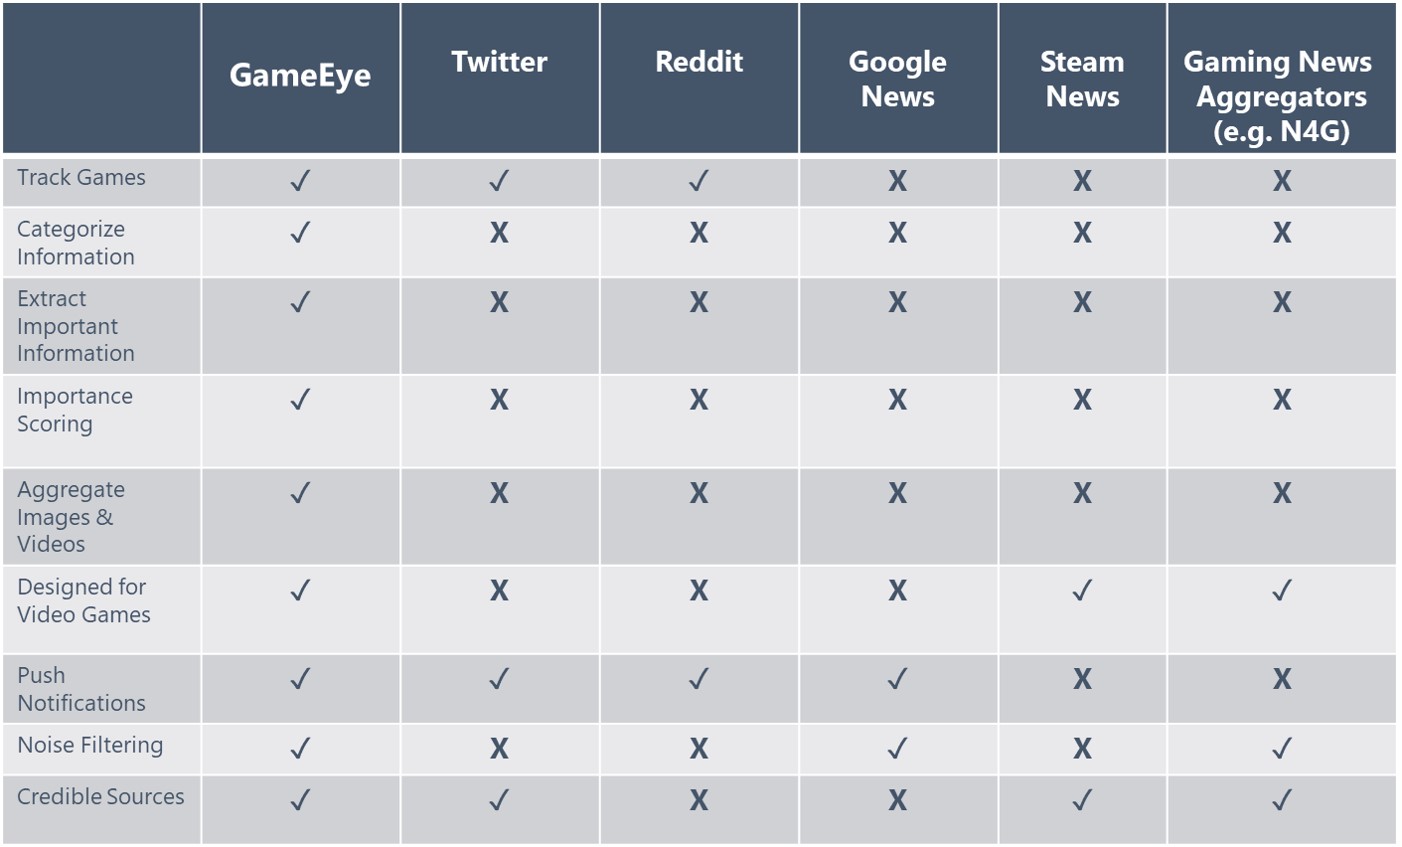 GameEye Twitter Reddit Google Steam Gaming News
News News Aggregators
(e.g. N4G)
Track Games ✓ ✓ ✓ X X X
Categorize ✓ X X X X X
Information
Extract ✓ X X X X X
Important
Information
Importance ✓ X X X X X
Scoring
Aggregate ✓ X X X X X
Images &
Videos
Designed for ✓ X X X ✓ ✓
Video Games
Push ✓ ✓ ✓ ✓ X X
Notifications
Noise Filtering ✓ X X ✓ X ✓
Credible Sources ✓ ✓ X X ✓ ✓